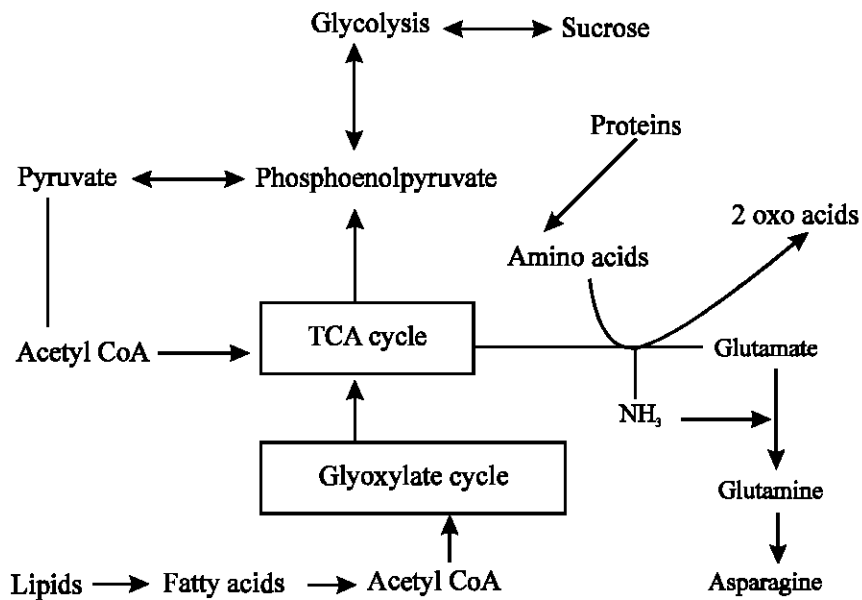 Glycolysis
Sucrose
Proteins
Pyruvate
Phosphoenolpyruvate
2 oxo acids
Amino acids
Acetyl CoA
TCA cycle
Glutamate
NH₃
Glyoxylate cycle
Glutamine
Lipids
Fatty acids
Acetyl CoA
Asparagine